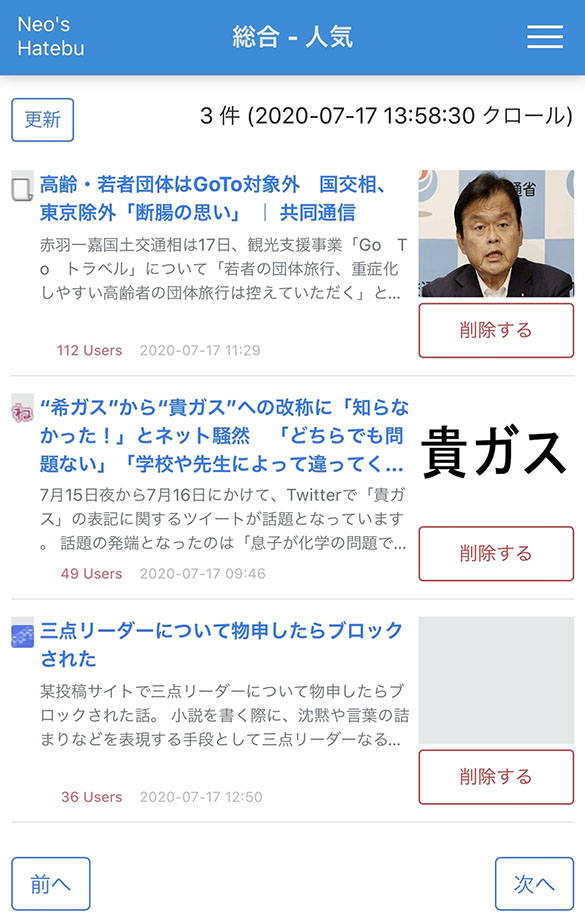 Neo's
Hatebu
総合 - 人気
更新
3 件 (2020-07-17 13:58:30 クロール)
高齢・若者団体はGoTo対象外　国交相、
東京除外「断腸の思い」 ｜ 共同通信
赤羽一嘉国土交通相は17日、観光支援事業「Ｇｏ　Ｔ
ｏ　トラベル」について「若者の団体旅行、重症化
しやすい高齢者の団体旅行は控えていただく」と...
112 Users 2020-07-17 11:29
通省
削除する
“希ガス”から“貴ガス”への改称に「知らな
かった！」とネット騒然　「どちらでも問
題ない」「学校や先生によって違ってく...
7月15日夜から7月16日にかけて、Twitterで「貴ガ
ス」の表記に関するツイートが話題となっています
。 話題の発端となったのは「息子が化学の問題で...
49 Users 2020-07-17 09:46
ね
貴ガス
削除する
三点リーダーについて物申したらブロック
された
某投稿サイトで三点リーダーについて物申したらブ
ロックされた話。 小説を書く際に、沈黙や言葉の詰
まりなどを表現する手段として三点リーダーなる...
36 Users 2020-07-17 12:50
削除する
前へ
次へ